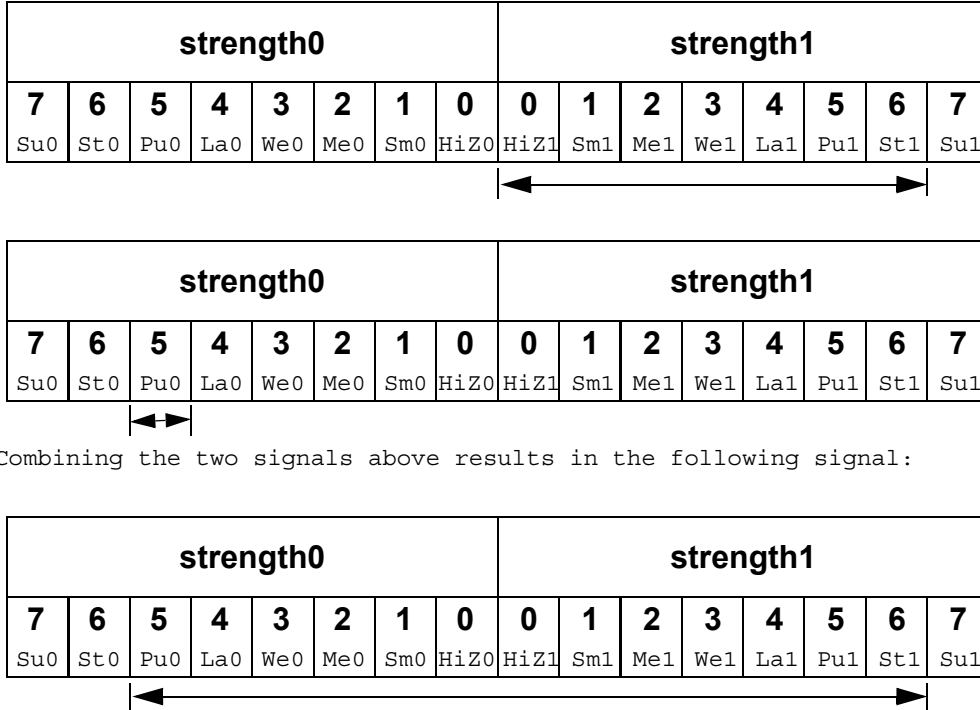 strength0 strength1
7 6 5 4 3 2 1 0 0 1 2 3 4 5 6 7
Su0 St0 Pu0 La0 We0 Me0 Sm0 HiZ0 HiZ1 Sm1 Me1 We1 La1 Pu1 St1 Su1
strength0 strength1
7 6 5 4 3 2 1 0 0 1 2 3 4 5 6 7
Su0 St0 Pu0 La0 We0 Me0 Sm0 HiZ0 HiZ1 Sm1 Me1 We1 La1 Pu1 St1 Su1
Combining the two signals above results in the following signal:
strength0 strength1
7 6 5 4 3 2 1 0 0 1 2 3 4 5 6 7
Su0 St0 Pu0 La0 We0 Me0 Sm0 HiZ0 HiZ1 Sm1 Me1 We1 La1 Pu1 St1 Su1